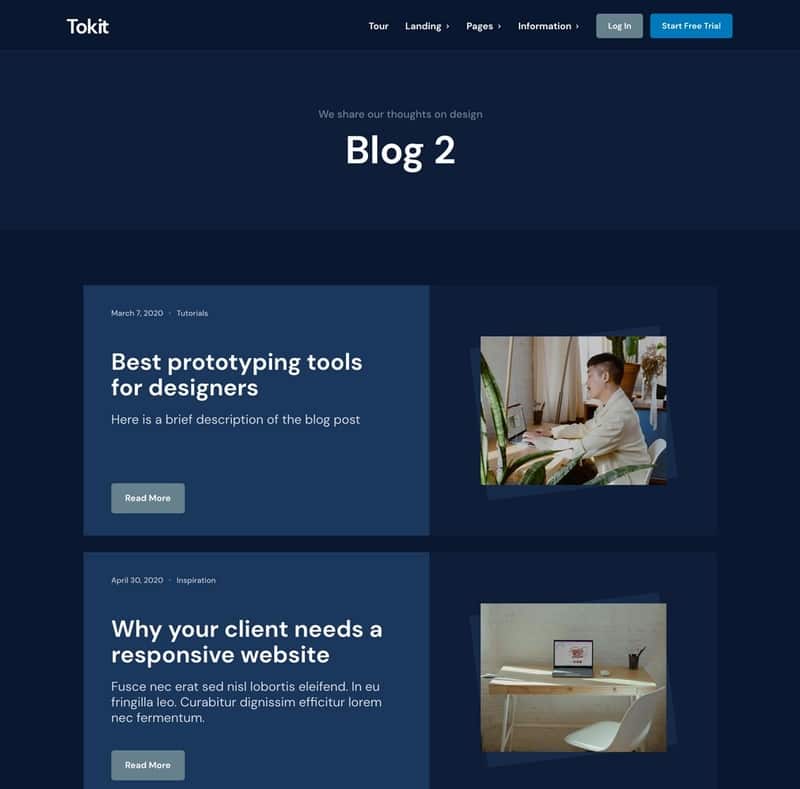 Tokit
Tour Landing Pages Information Log In Start Free Trial
We share our thoughts on design
Blog 2
March 7, 2020 · Tutorials
Best prototyping tools
for designers
Here is a brief description of the blog post
Read More
April 30, 2020 · Inspiration
Why your client needs a
responsive website
Fusce nec erat sed nisl lobortis eleifend. In eu
fringilla leo. Curabitur dignissim efficitur lorem
nec fermentum.
Read More